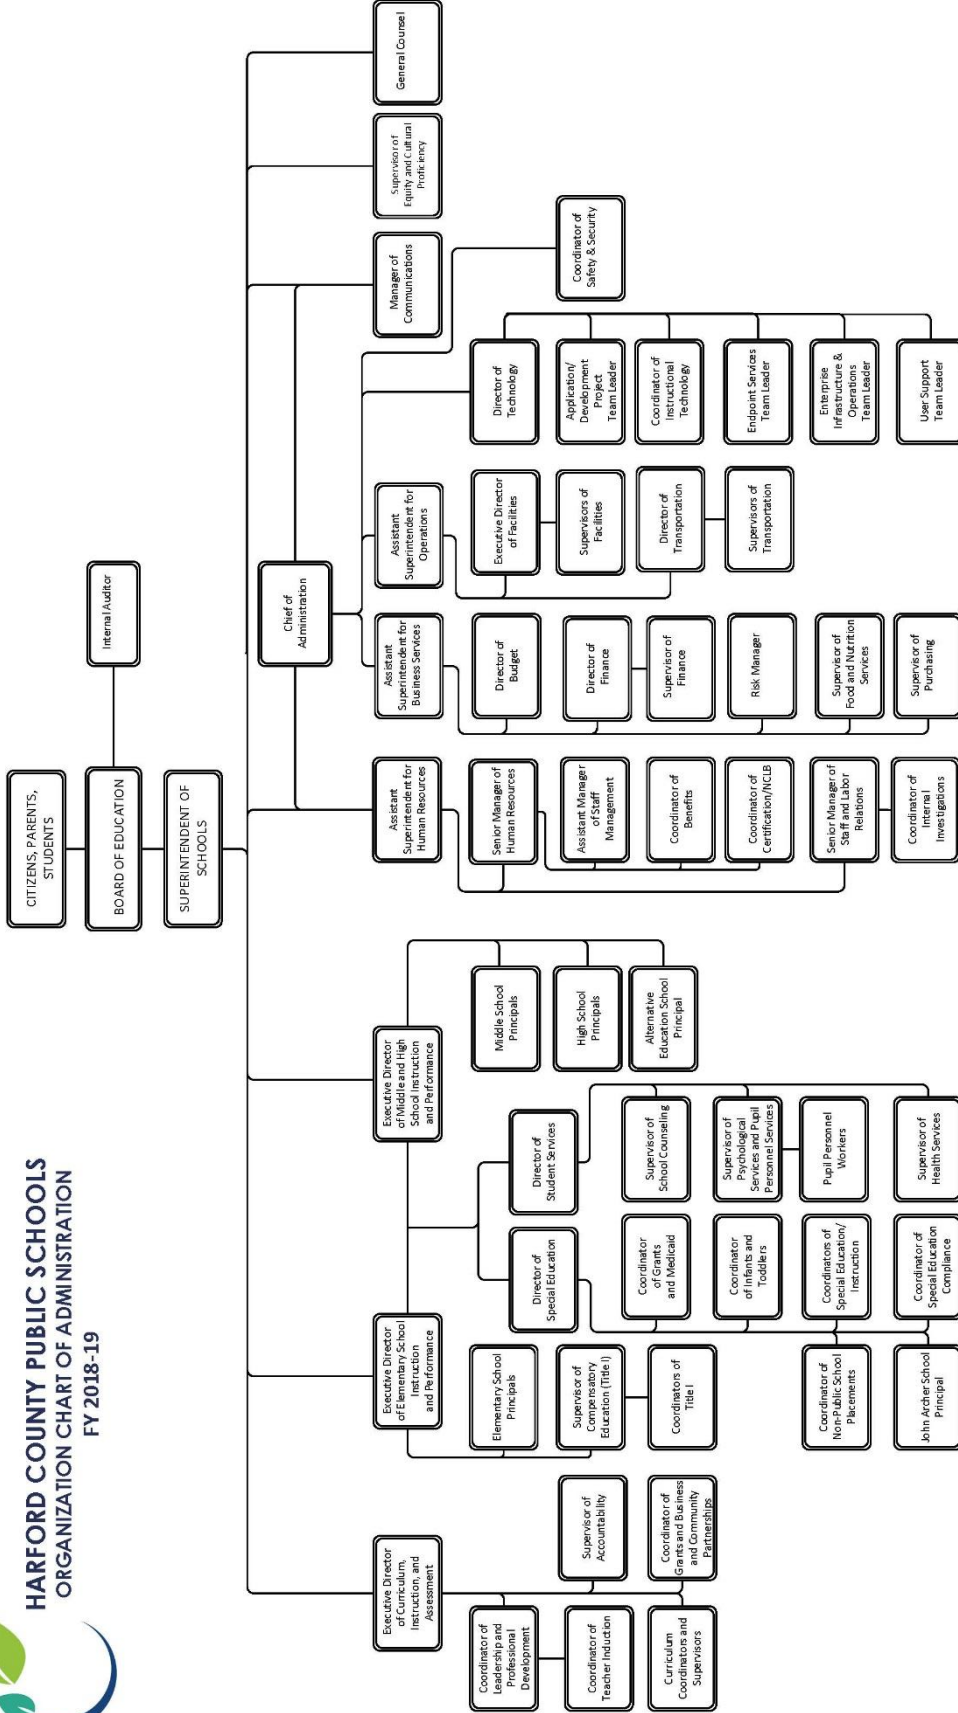 HARFORD COUNTY PUBLIC SCHOOLS
ORGANIZATION CHART OF ADMINISTRATION
FY 2018-19
CITIZENS, PARENTS,
STUDENTS
BOARD OF EDUCATION
Internal Auditor
SUPERINTENDENT OF
SCHOOLS
Chief of
Administration
Executive Director
of Curriculum,
Instruction, and
Assessment
Executive Director
of Elementary School
Instruction
and Performance
Executive Director
of Middle and High
School Instruction
and Performance
Assistant
Superintendent for
Human Resources
Assistant
Superintendent for
Business Services
Assistant
Superintendent for
Operations
Manager of
Communications
Supervisor of
Equity and Cultural
Proficiency
General Counsel
Coordinator of
Leadership and
Professional
Development
Coordinator of
Teacher Induction
Curriculum
Coordinators and
Supervisors
Supervisor of
Accountability
Coordinator of
Grants and Business
and Community
Partnerships
Elementary School
Principals
Supervisor of
Compensatory
Education (Title I)
Coordinators of
Title I
Coordinator of
Non-Public School
Placements
John Archer School
Principal
Director of
Special Education
Coordinator
of Grants
and Medicaid
Coordinator
of Infants and
Toddlers
Coordinators of
Special Education/
Instruction
Coordinator of
Special Education
Compliance
Director of
Student Services
Supervisor of
School Counseling
Supervisor of
Psychological
Services and Pupil
Personnel Services
Pupil Personnel
Workers
Supervisor of
Health Services
Middle School
Principals
High School
Principals
Alternative
Education School
Principal
Senior Manager of
Human Resources
Assistant Manager
of Staff
Management
Coordinator of
Benefits
Coordinator of
Certification/NCLB
Senior Manager of
Staff and Labor
Relations
Coordinator of
Internal
Investigations
Director of
Budget
Director of
Finance
Supervisor of
Finance
Risk Manager
Supervisor of
Food and Nutrition
Services
Supervisor of
Purchasing
Executive Director
of Facilities
Supervisors of
Facilities
Director of
Transportation
Supervisors of
Transportation
Director of
Technology
Application/
Development
Project
Team Leader
Coordinator of
Instructional
Technology
Endpoint Services
Team Leader
Enterprise
Infrastructure &
Operations
Team Leader
User Support
Team Leader
Coordinator of
Safety & Security